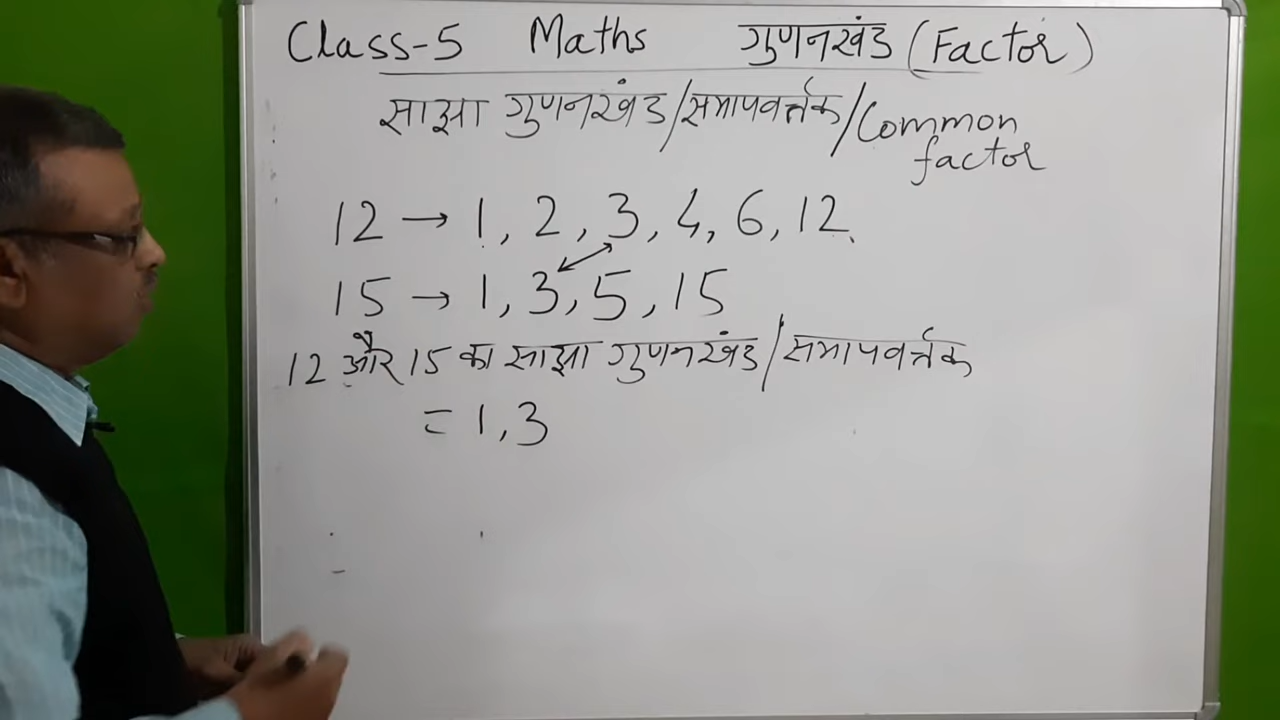 Class-5 Maths गुणनखंड (Factor)
साझा गुणनखंड/समापवर्त्तक/Common
factor
12 → 1, 2, 3, 4, 6, 12.
15 → 1, 3, 5, 15
12 और 15 का साझा गुणनखंड/समापवर्त्तक
= 1, 3